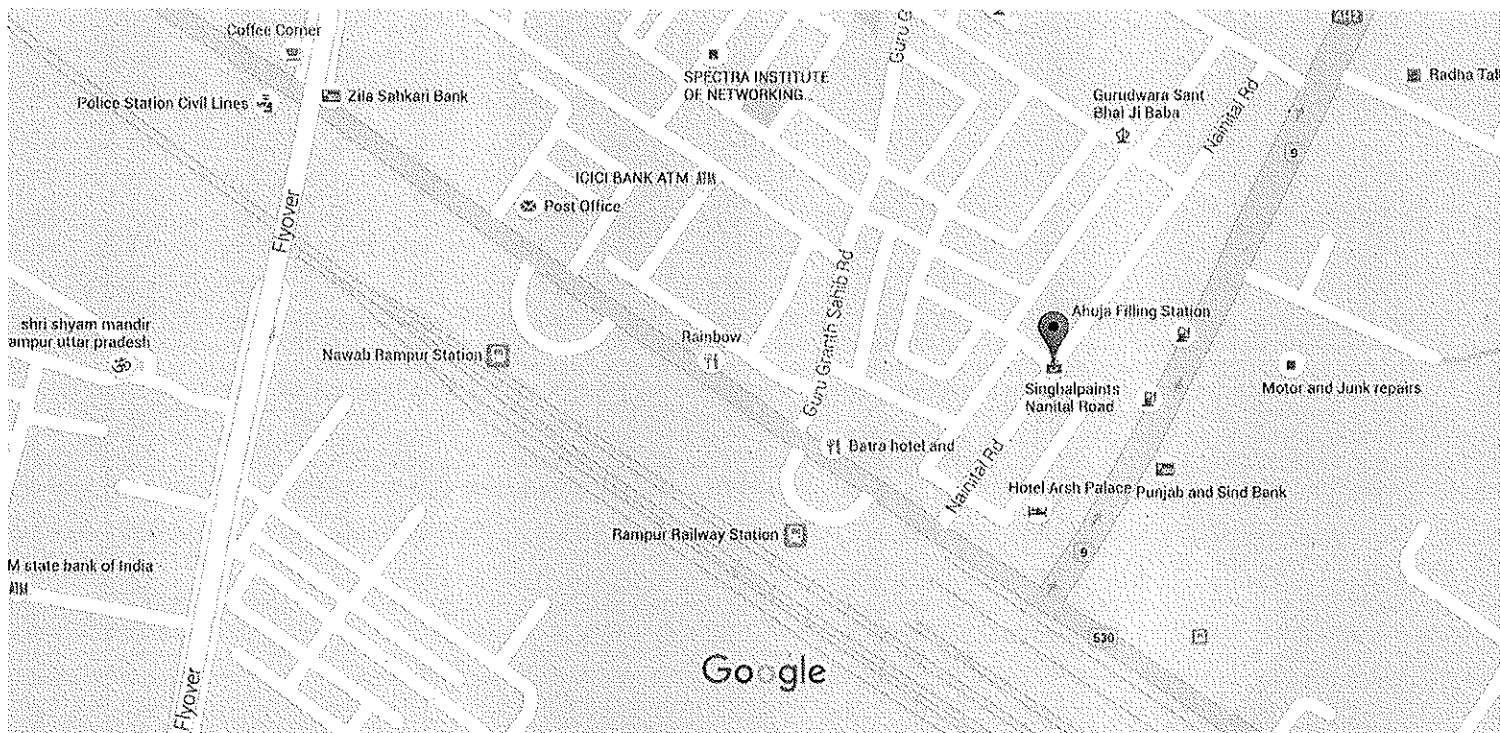 Coffee Corner
Police Station Civil Lines
Zila Sahkari Bank
SPECTRA INSTITUTE
OF NETWORKING...
Guru G
Gurudwara Sant
Bhai Ji Baba
Nainital Rd
Radha Tal
9
ICICI BANK ATM
ATM
Post Office
Flyover
shri shyam mandir
ampur uttar pradesh
Nawab Rampur Station
Rainbow
Guru Granth Sahib Rd
Ahuja Filling Station
Singhalpaints
Nanital Road
Motor and Junk repairs
Batra hotel and
Nainital Rd
Hotel Arsh Palace
Punjab and Sind Bank
Rampur Railway Station
9
M state bank of India
ATM
530
Google
Flyover